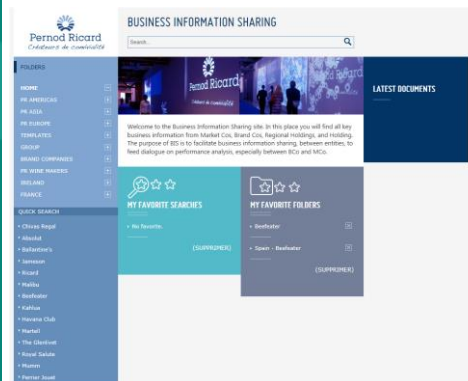 Pernod Ricard
Créateurs de convivialité
BUSINESS INFORMATION SHARING
Search...
FOLDERS
HOME
PR AMERICAS
PR ASIA
PR EUROPE
TEMPLATES
GROUP
BRAND COMPANIES
PR WINE MAKERS
IRELAND
FRANCE
QUICK SEARCH
Chivas Regal
Absolut
Ballantine's
Jameson
Ricard
Malibu
Beefeater
Kahlua
Havana Club
Martell
The Glenlivet
Royal Salute
Mumm
Perrier Jouet
Pernod Ricard
Créateurs de convivialité
Pernod Ricard
Welcome to the Business Information Sharing site. In this place you will find all key
business information from Market Cos, Brand Cos, Regional Holdings, and Holding.
The purpose of BIS is to facilitate business information sharing, between entities, to
feed dialogue on performance analysis, especially between BCs and MCs.
MY FAVORITE SEARCHES
No favorite.
(SUPPRIMER)
MY FAVORITE FOLDERS
Beefeater
Spain - Beefeater
(SUPPRIMER)
LATEST DOCUMENTS